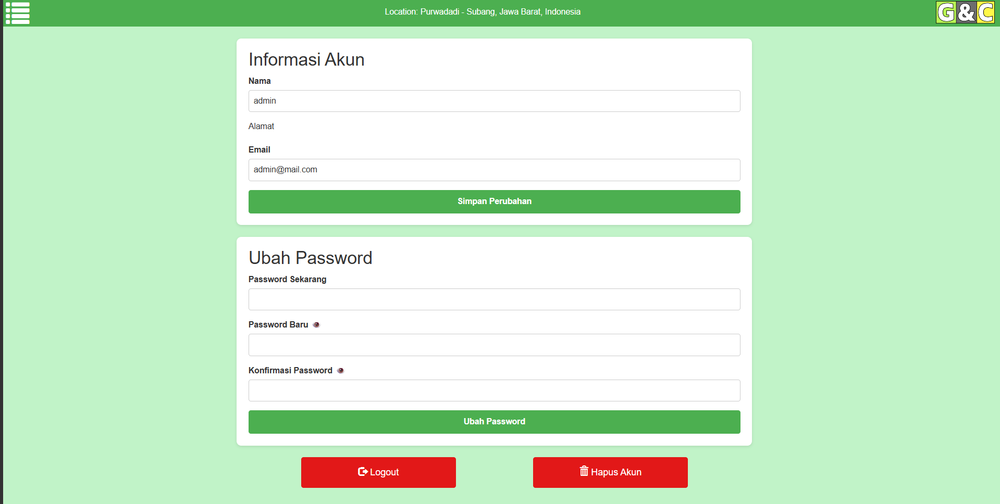 Location: Purwadadi - Subang, Jawa Barat, Indonesia
G&C
Informasi Akun
Nama
admin
Alamat
Email
admin@mail.com
Simpan Perubahan
Ubah Password
Password Sekarang
Password Baru
Konfirmasi Password
Ubah Password
Logout
Hapus Akun